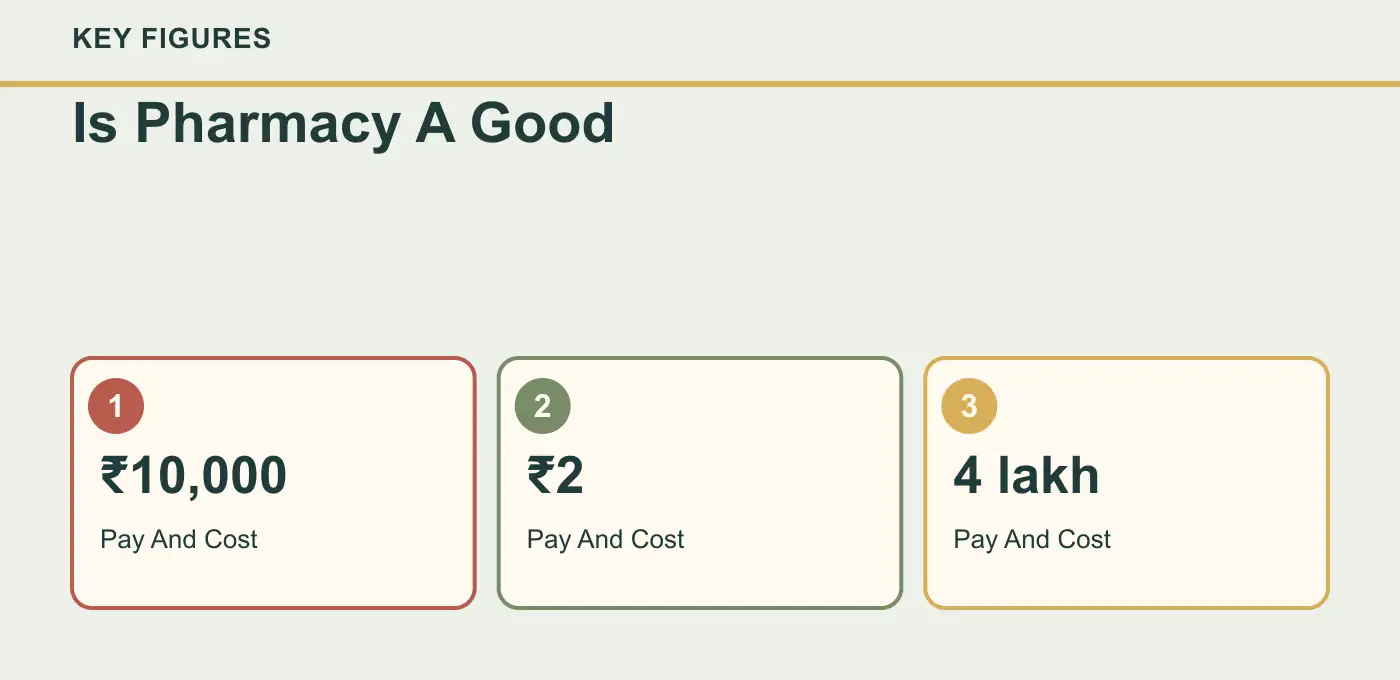 KEY FIGURES
Is Pharmacy A Good
1
₹10,000
Pay And Cost
2
₹2
Pay And Cost
3
4 lakh
Pay And Cost